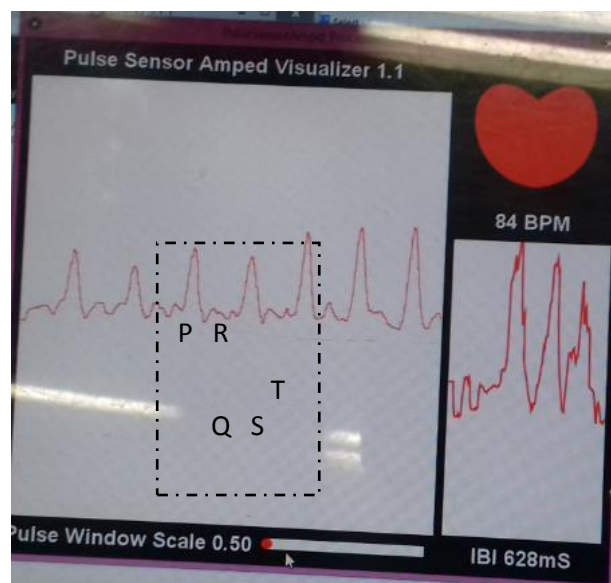 Pulse Sensor Amped Visualizer 1.1
84 BPM
P R
T
Q S
Pulse Window Scale 0.50
IBI 628mS